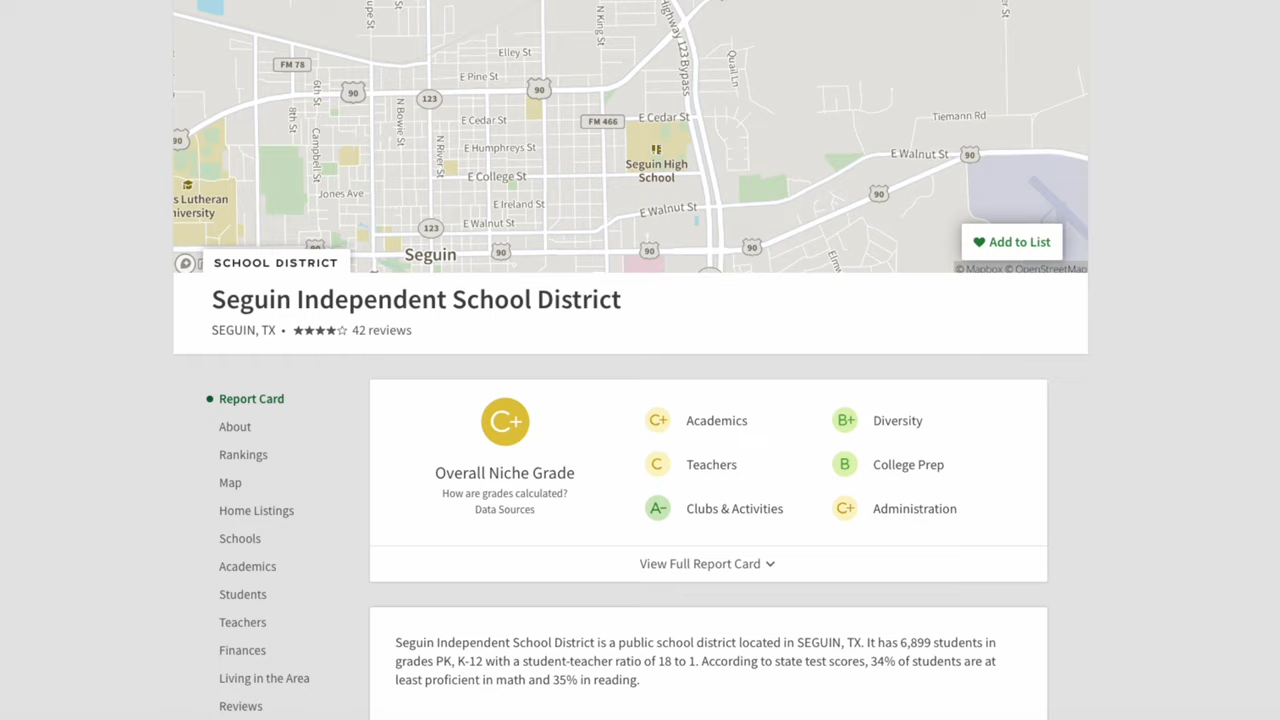 upe St
St
N King St
Highway 123 Bypass
er St
Elley St
Quail Ln
FM 78
E Pine St
6th St
90
90
123
8th St
N Bowie St
E Cedar St
FM 466
E Cedar St
Tiemann Rd
90
Campbell St
N River St
E Humphreys St
Seguin High
School
E Walnut St
90
E College St
s Lutheran
niversity
Jones Ave
90
E Ireland St
E Walnut St
E Walnut St
123
90
90
90
90
Seguin
Elmw
Add to List
© Mapbox © OpenStreetMap
SCHOOL DISTRICT
Seguin Independent School District
SEGUIN, TX • ★★★★☆ 42 reviews
Report Card
About
Rankings
Map
Home Listings
Schools
Academics
Students
Teachers
Finances
Living in the Area
Reviews
C+
Overall Niche Grade
How are grades calculated?
Data Sources
C+ Academics
B+ Diversity
C Teachers
B College Prep
A- Clubs & Activities
C+ Administration
View Full Report Card
Seguin Independent School District is a public school district located in SEGUIN, TX. It has 6,899 students in
grades PK, K-12 with a student-teacher ratio of 18 to 1. According to state test scores, 34% of students are at
least proficient in math and 35% in reading.